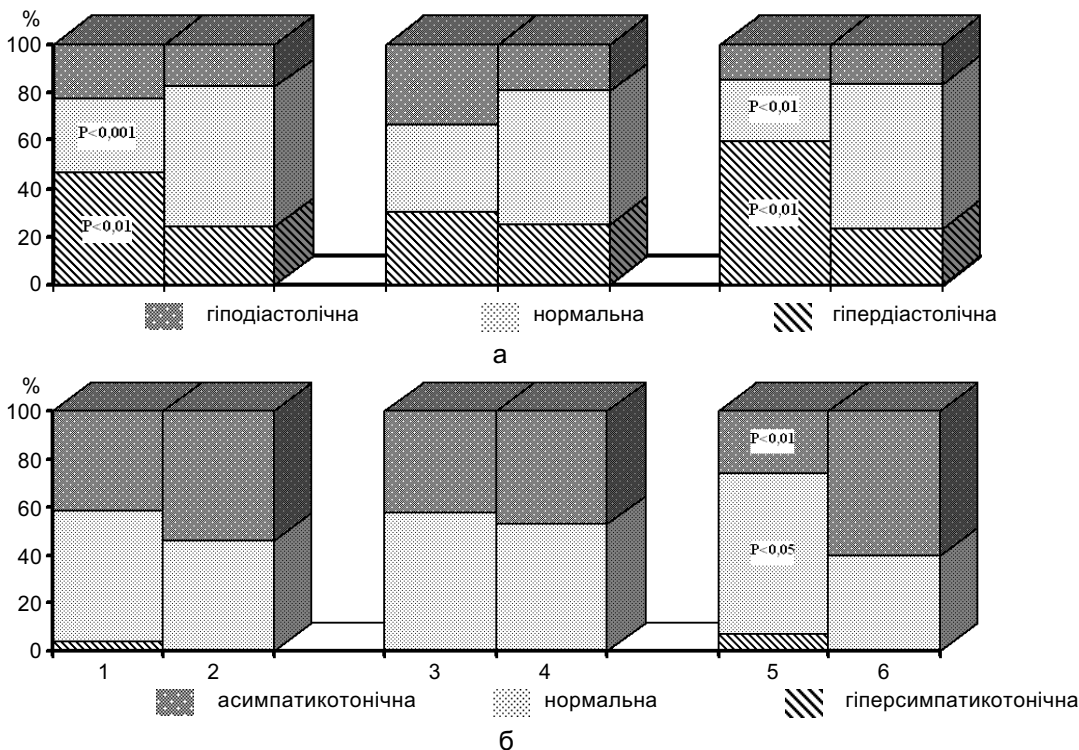 %
100
80
60
40
20
0
P<0,001
P<0,01
P<0,01
P<0,01
гіподіастолічна нормальна гіпердіастолічна
а
%
100
80
60
40
20
0
P<0,01
P<0,05
1 2 3 4 5 6
асимпатикотонічна нормальна гіперсимпатикотонічна
б